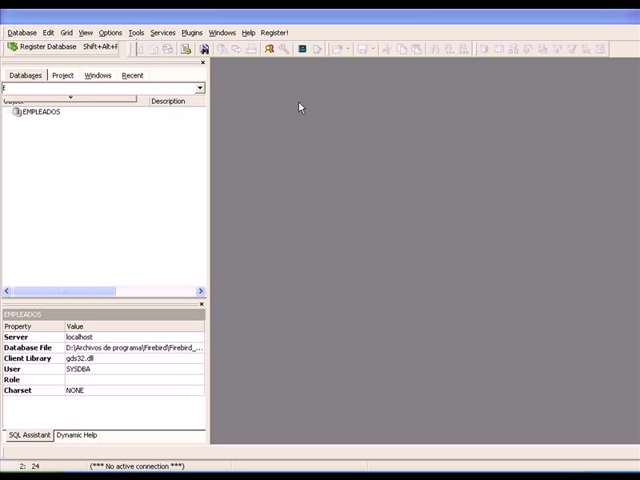 Database Edit Grid View Options Tools Services Plugins Windows Help Register!
Register Database Shift+Alt+F
Databases Project Windows Recent
E
Object Description
EMPLEADOS
EMPLEADOS
Property Value
Server localhost
Database File D:\Archivos de programa\Firebird\Firebird_...
Client Library gds32.dll
User SYSDBA
Role
Charset NONE
SQL Assistant Dynamic Help
2: 24 (*** No active connection ***)